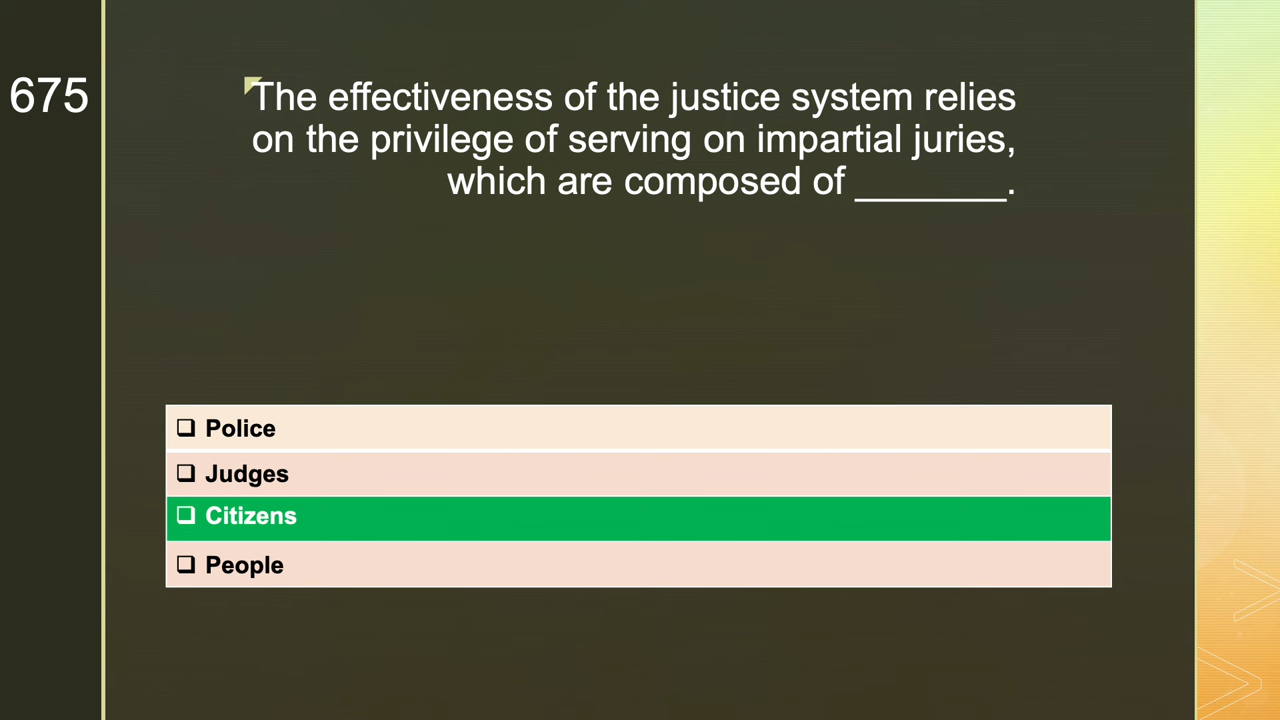 675
The effectiveness of the justice system relies
on the privilege of serving on impartial juries,
which are composed of _______.
❑ Police
❑ Judges
❑ Citizens
❑ People